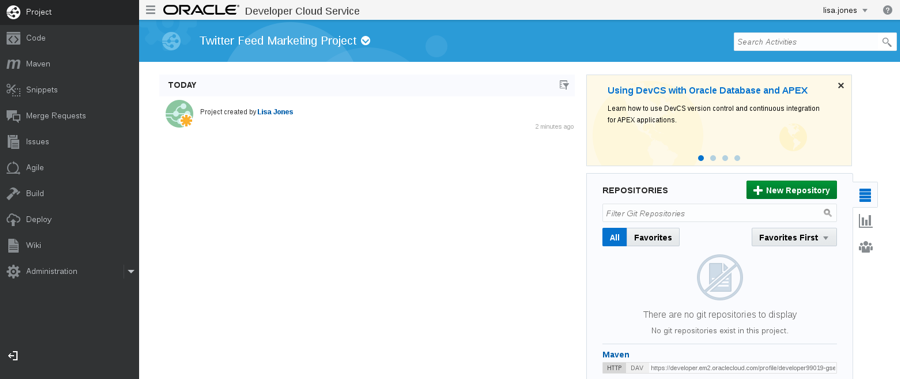 Project
Code
Maven
Snippets
Merge Requests
Issues
Agile
Build
Deploy
Wiki
Administration
ORACLE® Developer Cloud Service
lisa.jones
Twitter Feed Marketing Project
Search Activities
TODAY
Project created by Lisa Jones
2 minutes ago
Using DevCS with Oracle Database and APEX
Learn how to use DevCS version control and continuous integration
for APEX applications.
REPOSITORIES
New Repository
Filter Git Repositories
All Favorites
Favorites First
There are no git repositories to display
No git repositories exist in this project.
Maven
HTTP DAV https://developer.em2.oraclecloud.com/profile/developer99019-gse